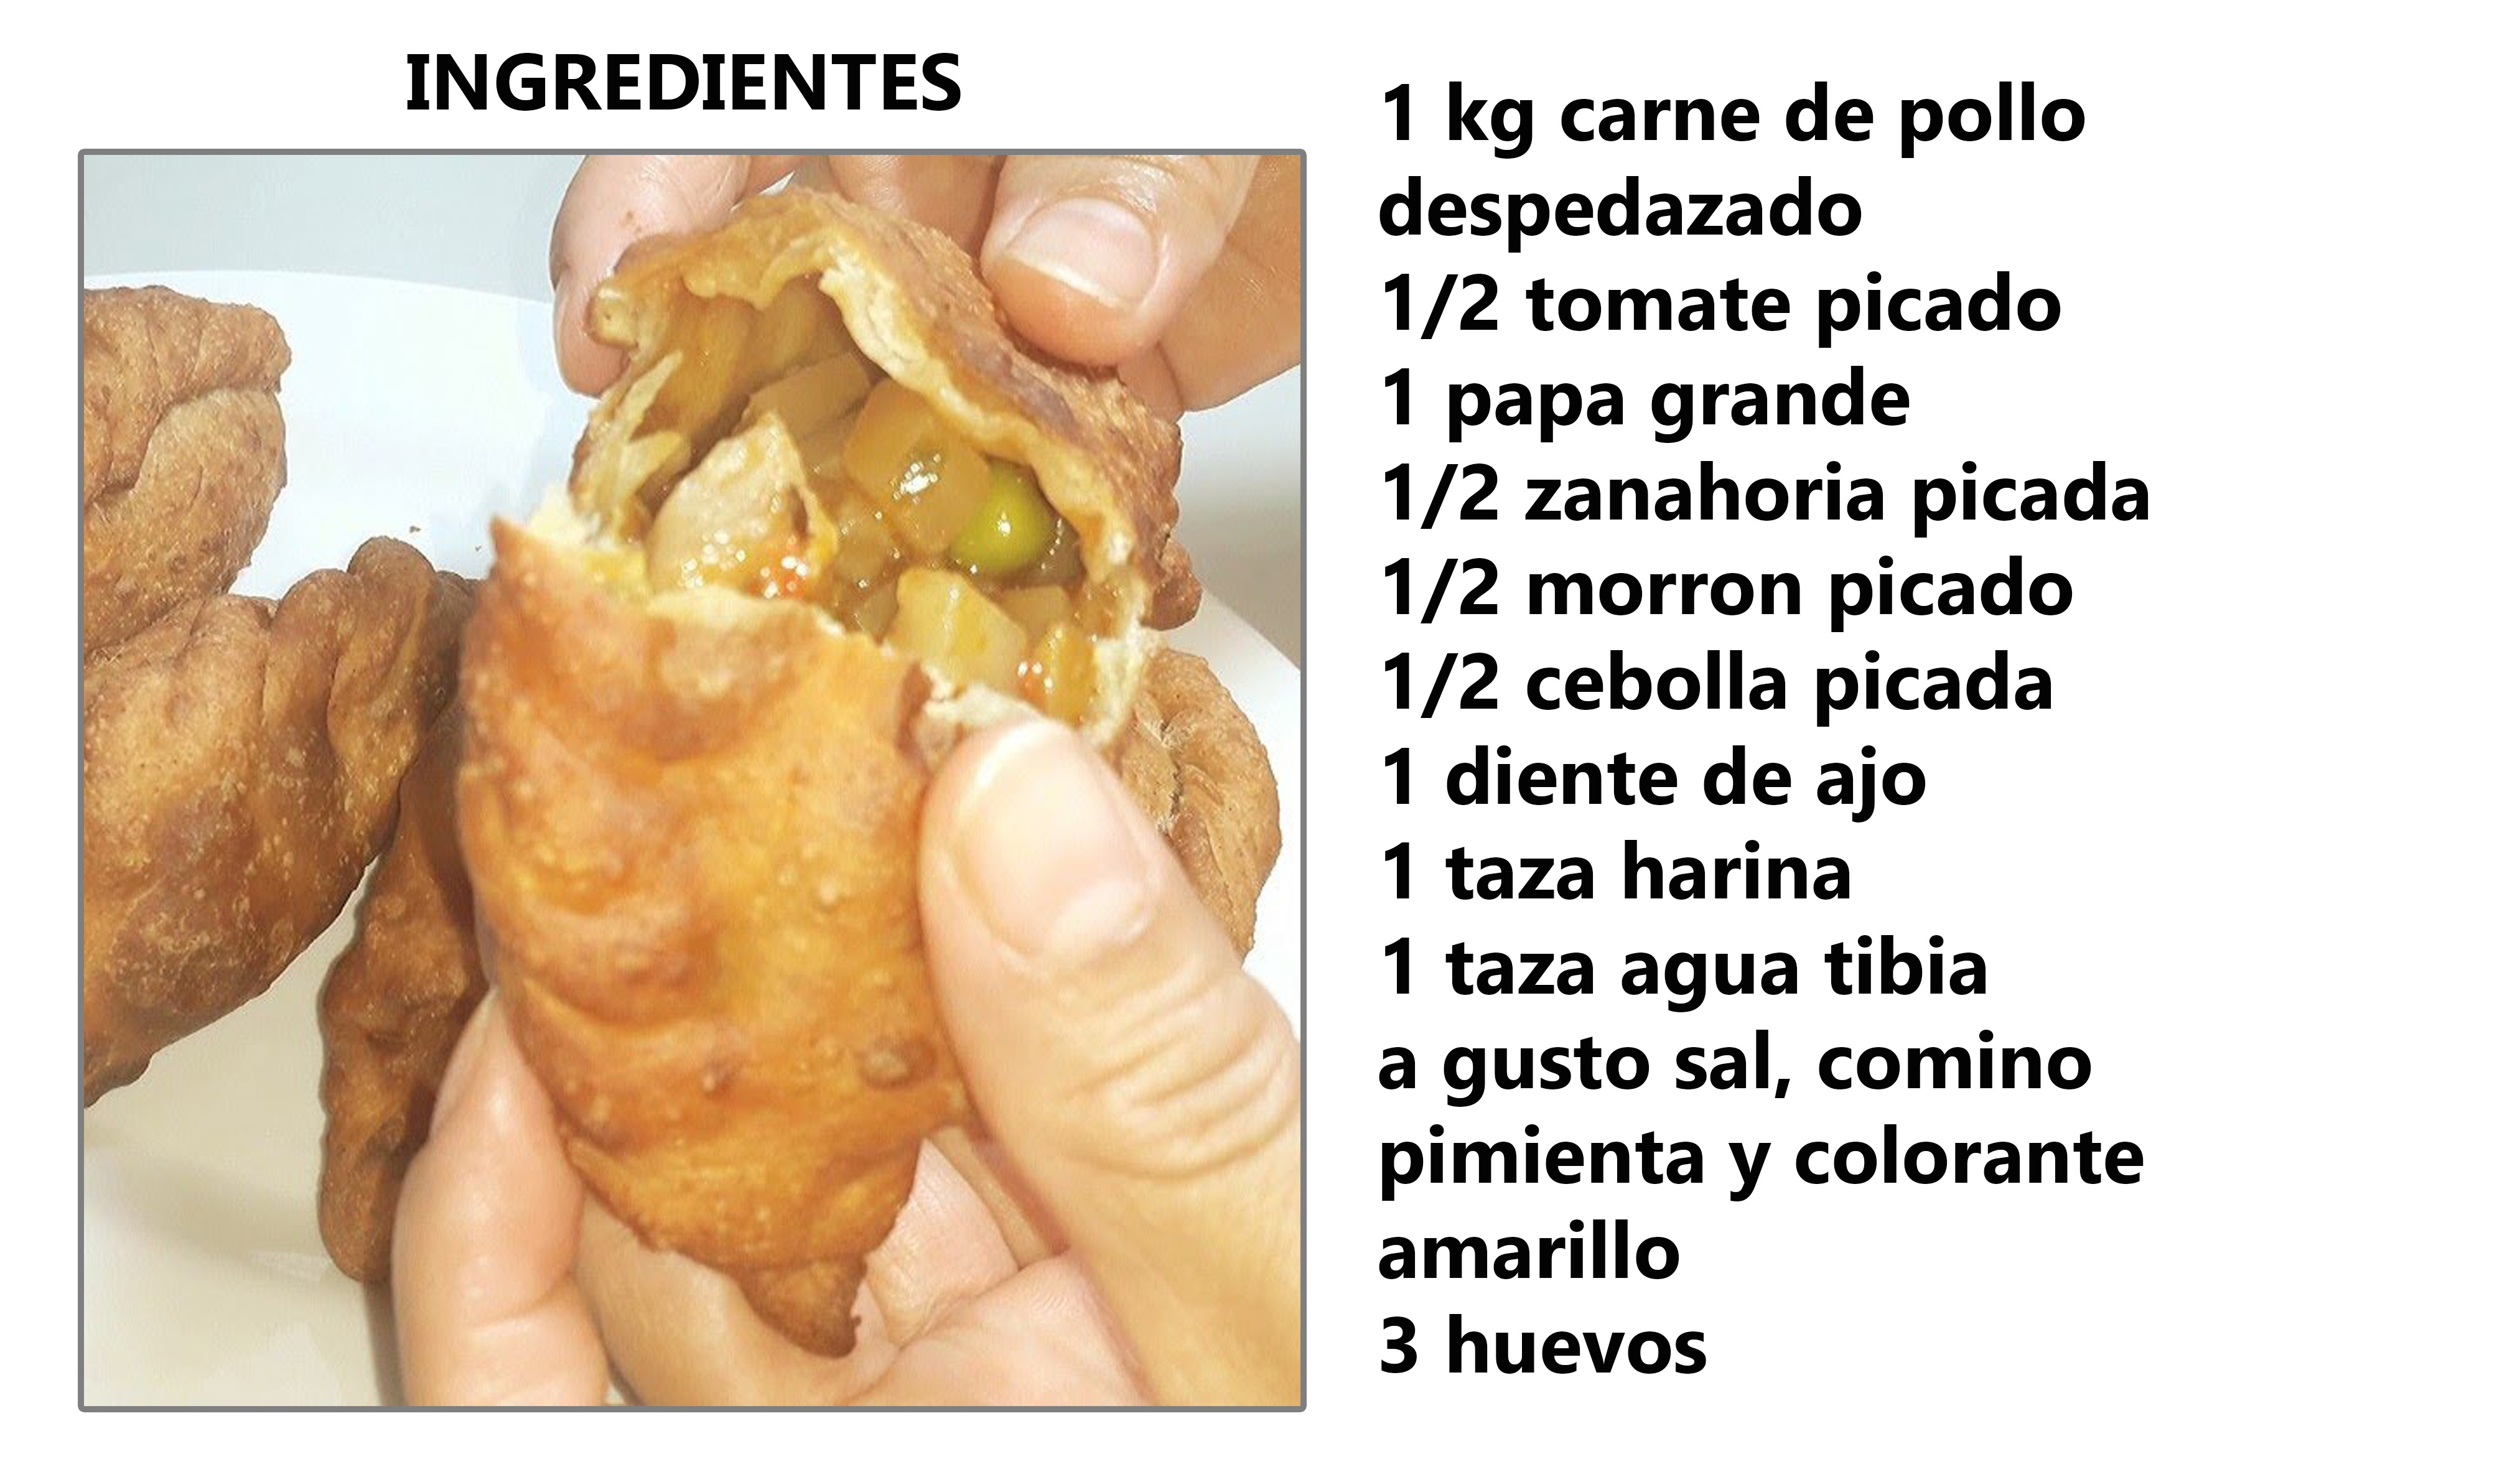 INGREDIENTES
1 kg carne de pollo
despedazado
1/2 tomate picado
1 papa grande
1/2 zanahoria picada
1/2 morron picado
1/2 cebolla picada
1 diente de ajo
1 taza harina
1 taza agua tibia
a gusto sal, comino
pimienta y colorante
amarillo
3 huevos